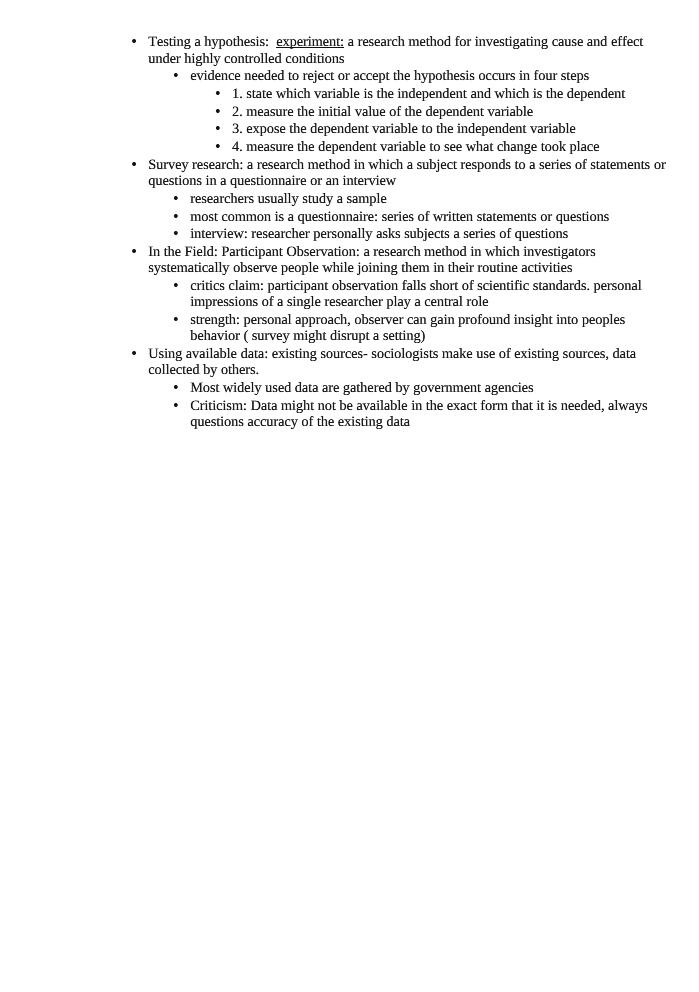 • Testing a hypothesis:  experiment: a research method for investigating cause and effect
under highly controlled conditions
• evidence needed to reject or accept the hypothesis occurs in four steps
• 1. state which variable is the independent and which is the dependent
• 2. measure the initial value of the dependent variable
• 3. expose the dependent variable to the independent variable
• 4. measure the dependent variable to see what change took place
• Survey research: a research method in which a subject responds to a series of statements or
questions in a questionnaire or an interview
• researchers usually study a sample
• most common is a questionnaire: series of written statements or questions
• interview: researcher personally asks subjects a series of questions
• In the Field: Participant Observation: a research method in which investigators
systematically observe people while joining them in their routine activities
• critics claim: participant observation falls short of scientific standards. personal
impressions of a single researcher play a central role
• strength: personal approach, observer can gain profound insight into peoples
behavior ( survey might disrupt a setting)
• Using available data: existing sources- sociologists make use of existing sources, data
collected by others.
• Most widely used data are gathered by government agencies
• Criticism: Data might not be available in the exact form that it is needed, always
questions accuracy of the existing data